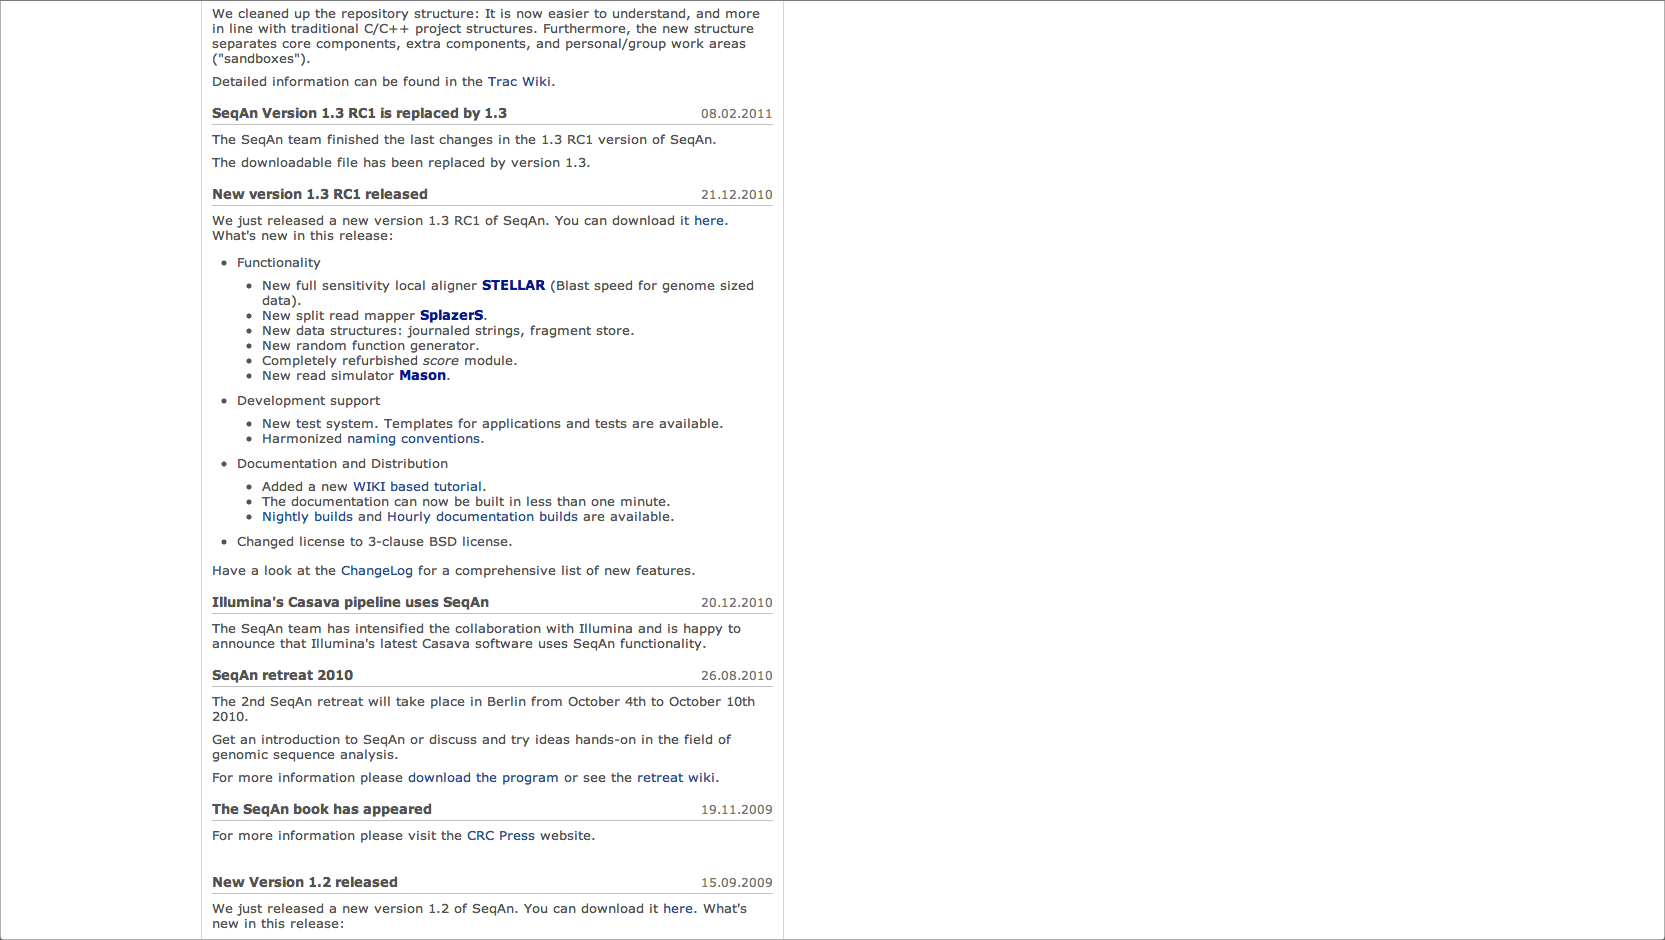 We cleaned up the repository structure: It is now easier to understand, and more
in line with traditional C/C++ project structures. Furthermore, the new structure
separates core components, extra components, and personal/group work areas
("sandboxes").
Detailed information can be found in the Trac Wiki.
SeqAn Version 1.3 RC1 is replaced by 1.3 08.02.2011
The SeqAn team finished the last changes in the 1.3 RC1 version of SeqAn.
The downloadable file has been replaced by version 1.3.
New version 1.3 RC1 released 21.12.2010
We just released a new version 1.3 RC1 of SeqAn. You can download it here.
What's new in this release:
• Functionality
• New full sensitivity local aligner STELLAR (Blast speed for genome sized
data).
• New split read mapper SplazerS.
• New data structures: journaled strings, fragment store.
• New random function generator.
• Completely refurbished score module.
• New read simulator Mason.
• Development support
• New test system. Templates for applications and tests are available.
• Harmonized naming conventions.
• Documentation and Distribution
• Added a new WIKI based tutorial.
• The documentation can now be built in less than one minute.
• Nightly builds and Hourly documentation builds are available.
• Changed license to 3-clause BSD license.
Have a look at the ChangeLog for a comprehensive list of new features.
Illumina's Casava pipeline uses SeqAn 20.12.2010
The SeqAn team has intensified the collaboration with Illumina and is happy to
announce that Illumina's latest Casava software uses SeqAn functionality.
SeqAn retreat 2010 26.08.2010
The 2nd SeqAn retreat will take place in Berlin from October 4th to October 10th
2010.
Get an introduction to SeqAn or discuss and try ideas hands-on in the field of
genomic sequence analysis.
For more information please download the program or see the retreat wiki.
The SeqAn book has appeared 19.11.2009
For more information please visit the CRC Press website.
New Version 1.2 released 15.09.2009
We just released a new version 1.2 of SeqAn. You can download it here. What's
new in this release: